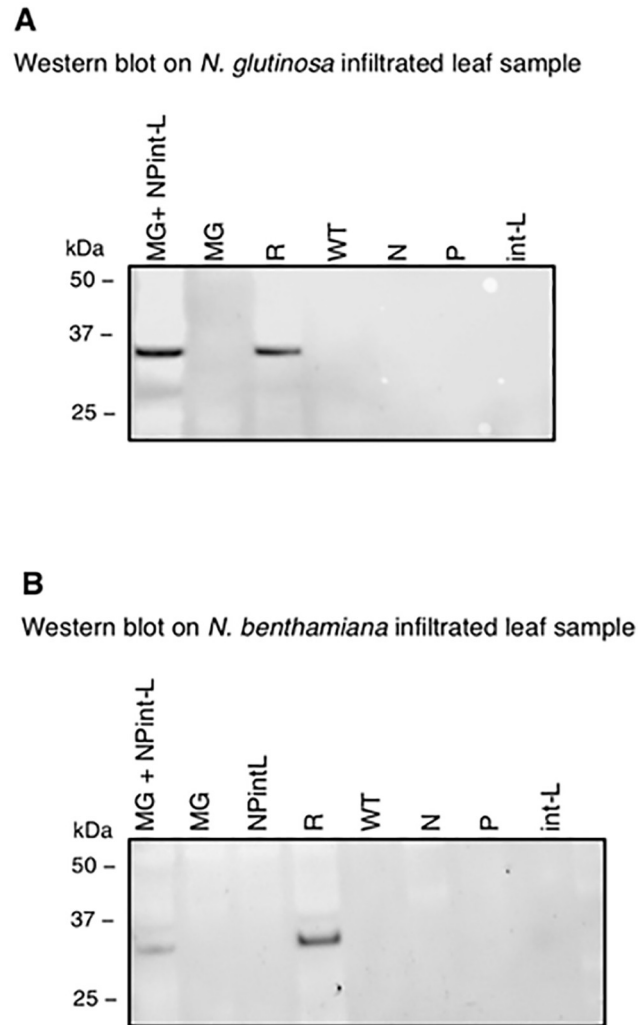 A
Western blot on N. glutinosa infiltrated leaf sample
MG+ NPint-L
MG
R
WT
N
P
int-L
kDa
50 –
37 –
25 –
B
Western blot on N. benthamiana infiltrated leaf sample
MG + NPint-L
MG
NPintL
R
WT
N
P
int-L
kDa
50 –
37 –
25 –